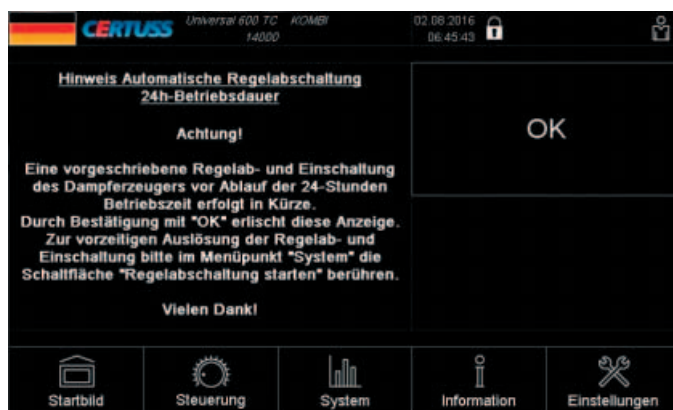 CERTUSS
Universal 600 TC KOMBI
14000
02.08.2016
06:45:43
Hinweis Automatische Regelabschaltung
24h-Betriebsdauer
Achtung!
Eine vorgeschriebene Regelab- und Einschaltung
des Dampferzeugers vor Ablauf der 24-Stunden
Betriebszeit erfolgt in Kürze.
Durch Bestätigung mit "OK" erlischt diese Anzeige.
Zur vorzeitigen Auslösung der Regelab- und
Einschaltung bitte im Menüpunkt "System" die
Schaltfläche "Regelabschaltung starten" berühren.
Vielen Dank!
OK
Startbild
Steuerung
System
Information
Einstellungen